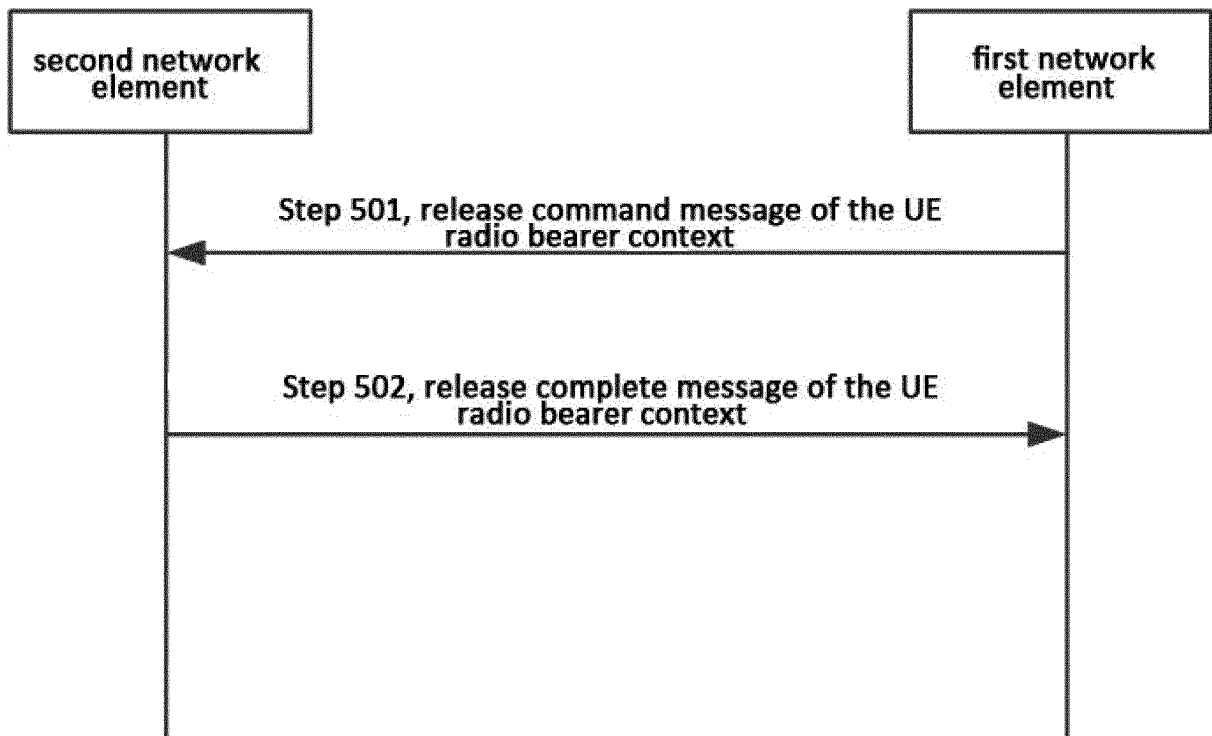 second network
element
first network
element
Step 501, release command message of the UE
radio bearer context
Step 502, release complete message of the UE
radio bearer context